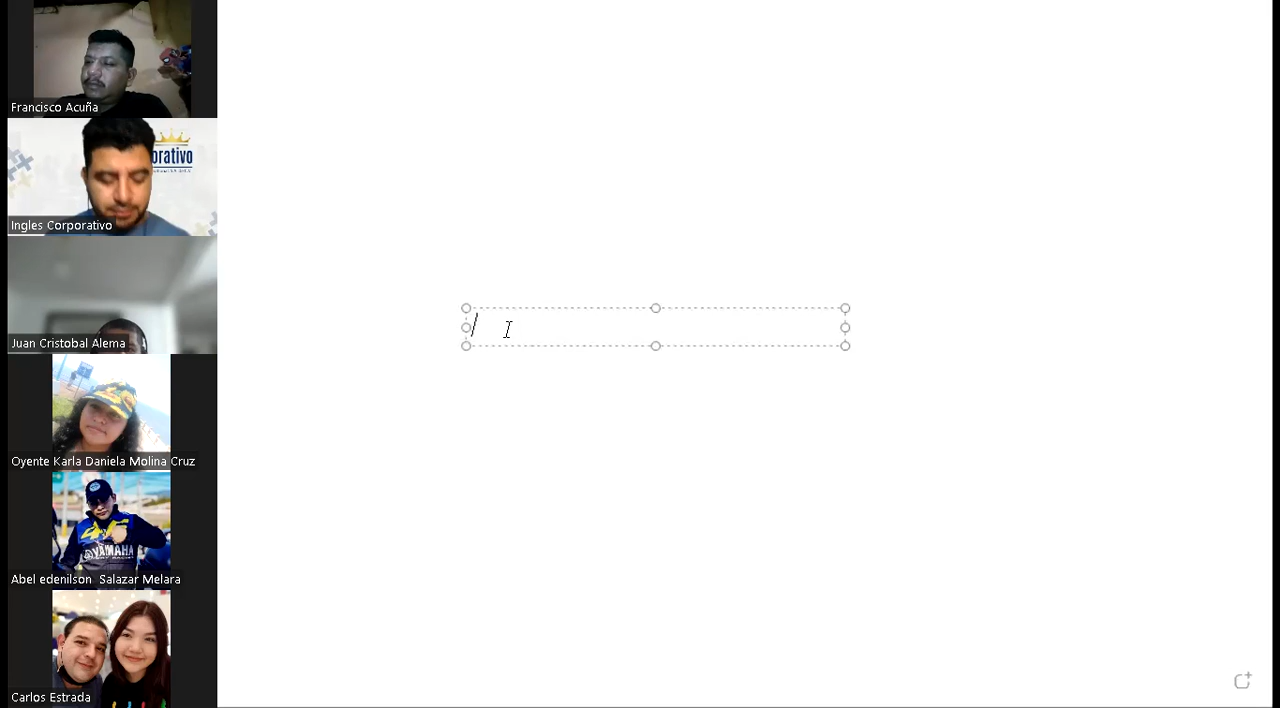 Francisco Acuña
orativo
Ingles Corporativo
Juan Cristobal Alema
Oyente Karla Daniela Molina Cruz
YAMAHA
Abel edenilson Salazar Melara
Carlos Estrada